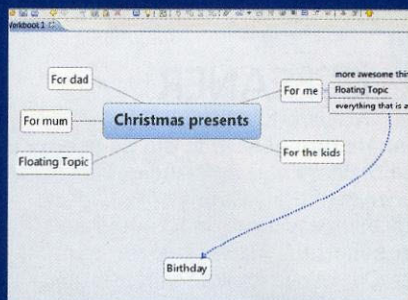 Workbook 1
For dad
For mum
Floating Topic
Christmas presents
For me
more awesome
Floating Topic
everything that is
For the kids
Birthday